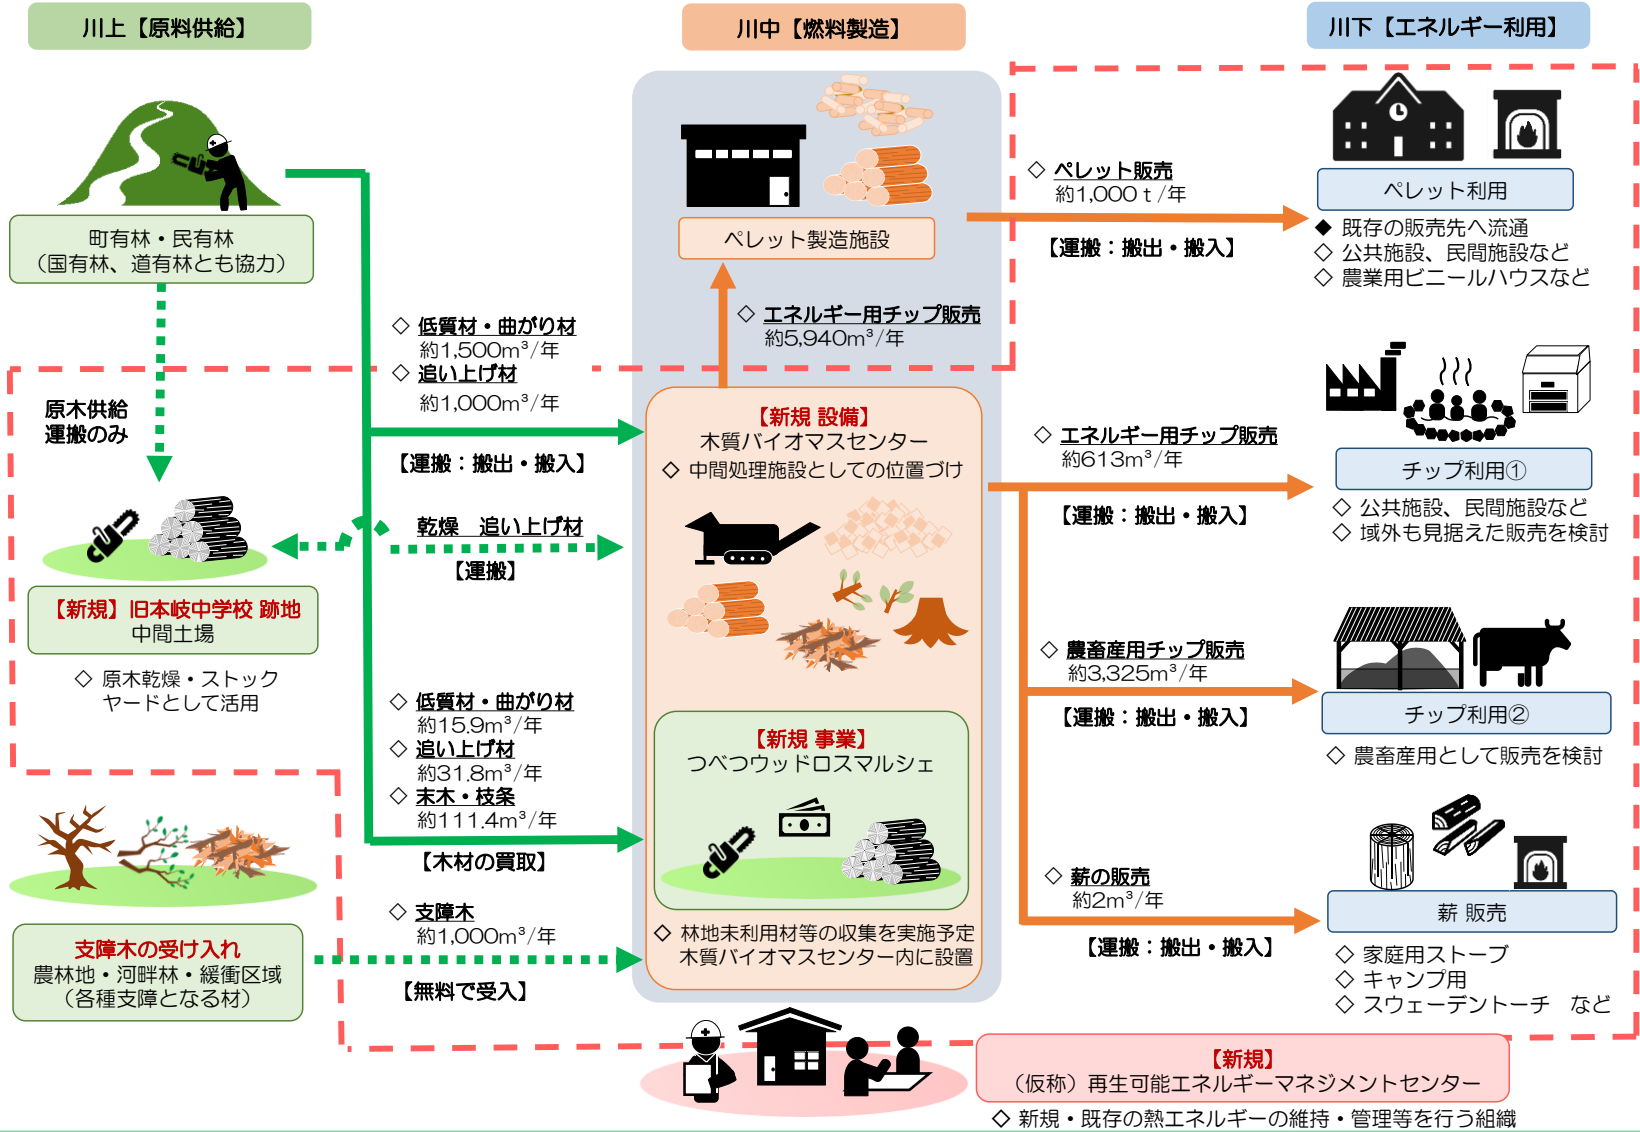 川上【原料供給】
川中【燃料製造】
川下【エネルギー利用】
町有林・民有林
（国有林、道有林とも協力）
原木供給
運搬のみ
【新規】旧本岐中学校 跡地
中間土場
◇ 原木乾燥・ストック
ヤードとして活用
支障木の受け入れ
農林地・河畔林・緩衝区域
（各種支障となる材）
◇ 低質材・曲がり材
約1,500m³/年
◇ 追い上げ材
約1,000m³/年
【運搬：搬出・搬入】
乾燥　追い上げ材
【運搬】
◇ 低質材・曲がり材
約15.9m³/年
◇ 追い上げ材
約31.8m³/年
◇ 末木・枝条
約111.4m³/年
【木材の買取】
◇ 支障木
約1,000m³/年
【無料で受入】
ペレット製造施設
◇ エネルギー用チップ販売
約5,940m³/年
【新規 設備】
木質バイオマスセンター
◇ 中間処理施設としての位置づけ
【新規 事業】
つべつウッドロスマルシェ
◇ 林地未利用材等の収集を実施予定
木質バイオマスセンター内に設置
◇ ペレット販売
約1,000ｔ/年
【運搬：搬出・搬入】
◇ エネルギー用チップ販売
約613m³/年
【運搬：搬出・搬入】
◇ 農畜産用チップ販売
約3,325m³/年
【運搬：搬出・搬入】
◇ 薪の販売
約2m³/年
【運搬：搬出・搬入】
ペレット利用
◆ 既存の販売先へ流通
◇ 公共施設、民間施設など
◇ 農業用ビニールハウスなど
チップ利用①
◇ 公共施設、民間施設など
◇ 域外も見据えた販売を検討
チップ利用②
◇ 農畜産用として販売を検討
薪 販売
◇ 家庭用ストーブ
◇ キャンプ用
◇ スウェーデントーチ　など
【新規】
（仮称）再生可能エネルギーマネジメントセンター
◇ 新規・既存の熱エネルギーの維持・管理等を行う組織